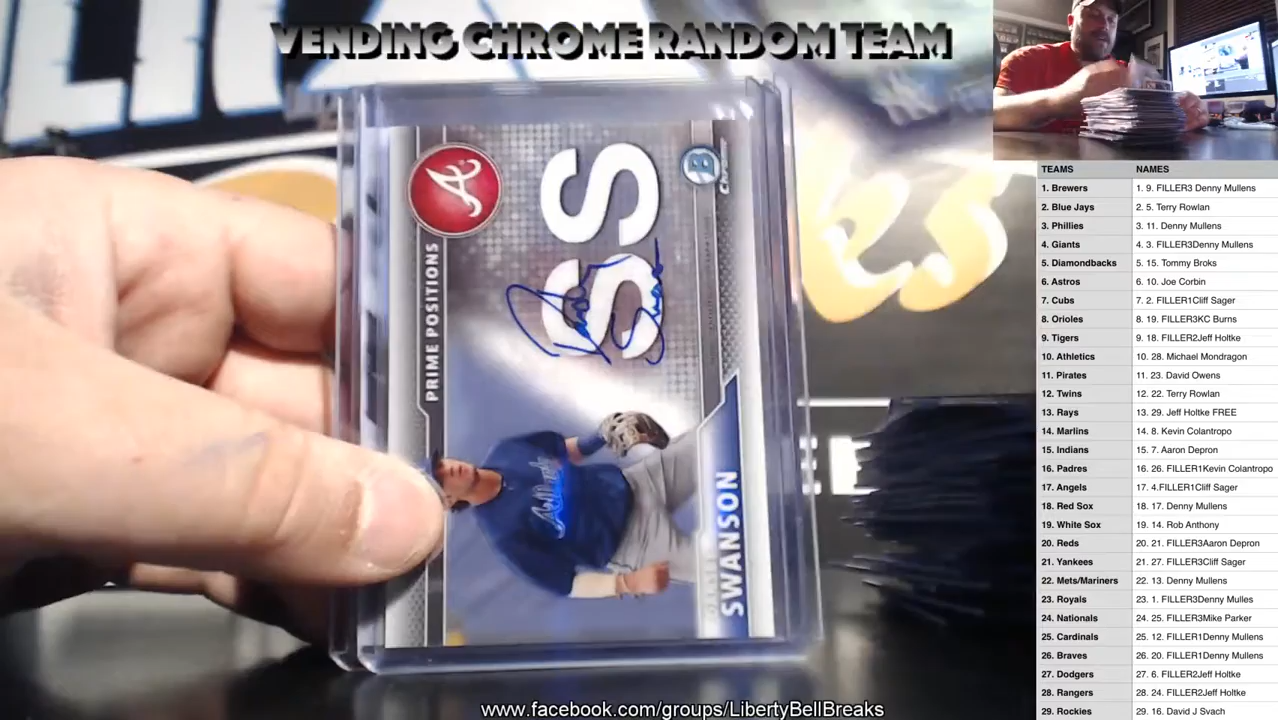 VENDING CHROME RANDOM TEAM
PRIME POSITIONS
SS
A
B
SWANSON
www.facebook.com/groups/LibertyBellBreaks
TEAMS NAMES
1. Brewers 1. 9. FILLER3 Denny Mullens
2. Blue Jays 2. 5. Terry Rowlan
3. Phillies 3. 11. Denny Mullens
4. Giants 4. 3. FILLER3Denny Mullens
5. Diamondbacks 5. 15. Tommy Broks
6. Astros 6. 10. Joe Corbin
7. Cubs 7. 2. FILLER1Cliff Sager
8. Orioles 8. 19. FILLER3KC Burns
9. Tigers 9. 18. FILLER2Jeff Holtke
10. Athletics 10. 28. Michael Mondragon
11. Pirates 11. 23. David Owens
12. Twins 12. 22. Terry Rowlan
13. Rays 13. 29. Jeff Holtke FREE
14. Marlins 14. 8. Kevin Colantropo
15. Indians 15. 7. Aaron Depron
16. Padres 16. 26. FILLER1Kevin Colantropo
17. Angels 17. 4.FILLER1Cliff Sager
18. Red Sox 18. 17. Denny Mullens
19. White Sox 19. 14. Rob Anthony
20. Reds 20. 21. FILLER3Aaron Depron
21. Yankees 21. 27. FILLER3Cliff Sager
22. Mets/Mariners 22. 13. Denny Mullens
23. Royals 23. 1. FILLER3Denny Mulles
24. Nationals 24. 25. FILLER3Mike Parker
25. Cardinals 25. 12. FILLER1Denny Mullens
26. Braves 26. 20. FILLER1Denny Mullens
27. Dodgers 27. 6. FILLER2Jeff Holtke
28. Rangers 28. 24. FILLER2Jeff Holtke
29. Rockies 29. 16. David J Svach